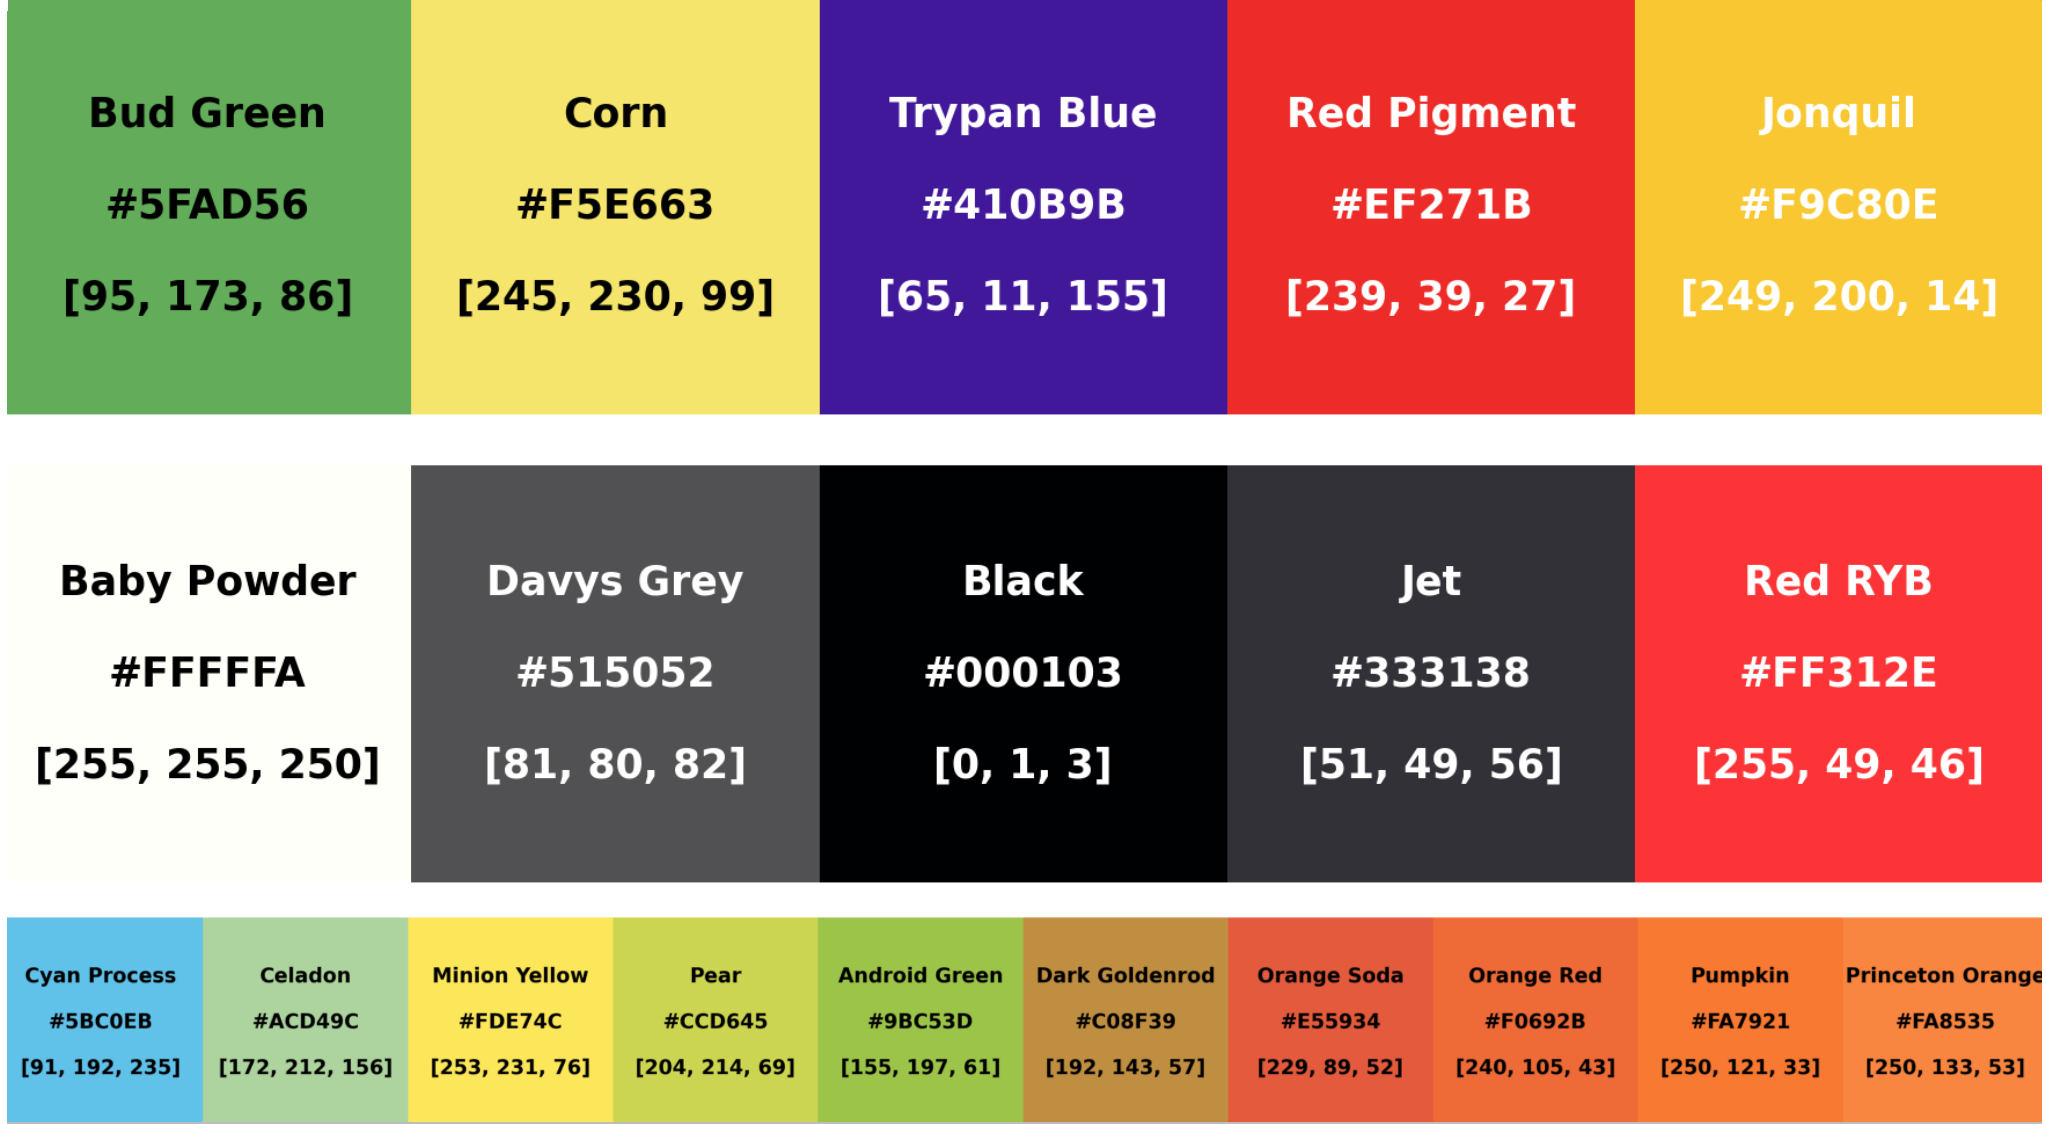 Bud Green
#5FAD56
[95, 173, 86]
Corn
#F5E663
[245, 230, 99]
Trypan Blue
#410B9B
[65, 11, 155]
Red Pigment
#EF271B
[239, 39, 27]
Jonquil
#F9C80E
[249, 200, 14]
Baby Powder
#FFFFFA
[255, 255, 250]
Davys Grey
#515052
[81, 80, 82]
Black
#000103
[0, 1, 3]
Jet
#333138
[51, 49, 56]
Red RYB
#FF312E
[255, 49, 46]
Cyan Process
#5BC0EB
[91, 192, 235]
Celadon
#ACD49C
[172, 212, 156]
Minion Yellow
#FDE74C
[253, 231, 76]
Pear
#CCD645
[204, 214, 69]
Android Green
#9BC53D
[155, 197, 61]
Dark Goldenrod
#C08F39
[192, 143, 57]
Orange Soda
#E55934
[229, 89, 52]
Orange Red
#F0692B
[240, 105, 43]
Pumpkin
#FA7921
[250, 121, 33]
Princeton Orange
#FA8535
[250, 133, 53]